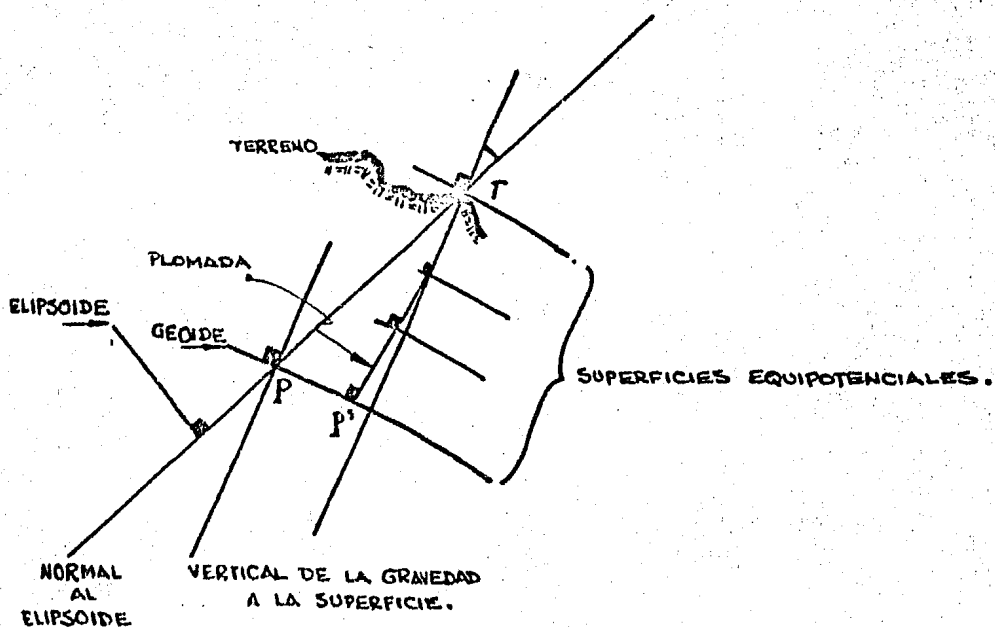 TERRENO
T
PLOMADA
ELIPSOIDE
GEOIDE
P
P'
SUPERFICIES EQUIPOTENCIALES.
NORMAL
AL
ELIPSOIDE
VERTICAL DE LA GRAVEDAD
A LA SUPERFICIE.